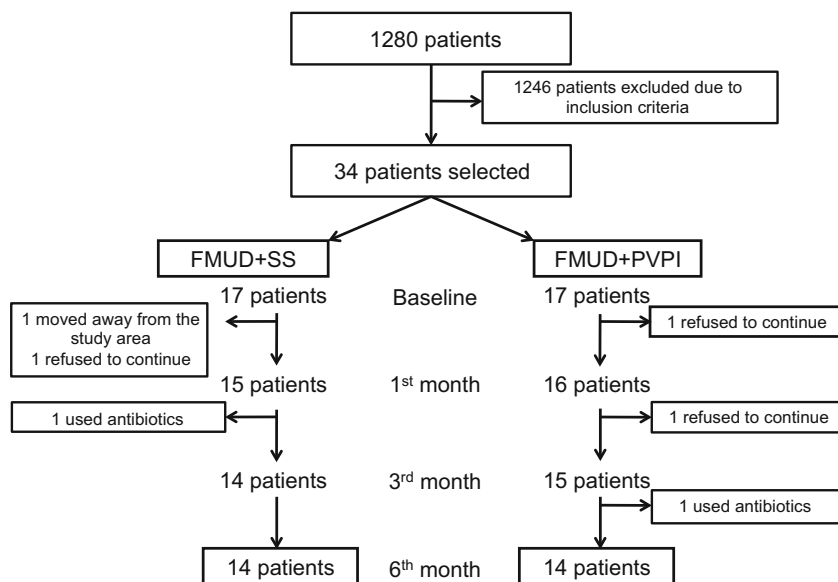 1280 patients
1246 patients excluded due to
inclusion criteria
34 patients selected
FMUD+SS
FMUD+PVPI
17 patients
Baseline
17 patients
1 moved away from the
study area
1 refused to continue
1 refused to continue
15 patients
1st month
16 patients
1 used antibiotics
1 refused to continue
14 patients
3rd month
15 patients
1 used antibiotics
14 patients
6th month
14 patients